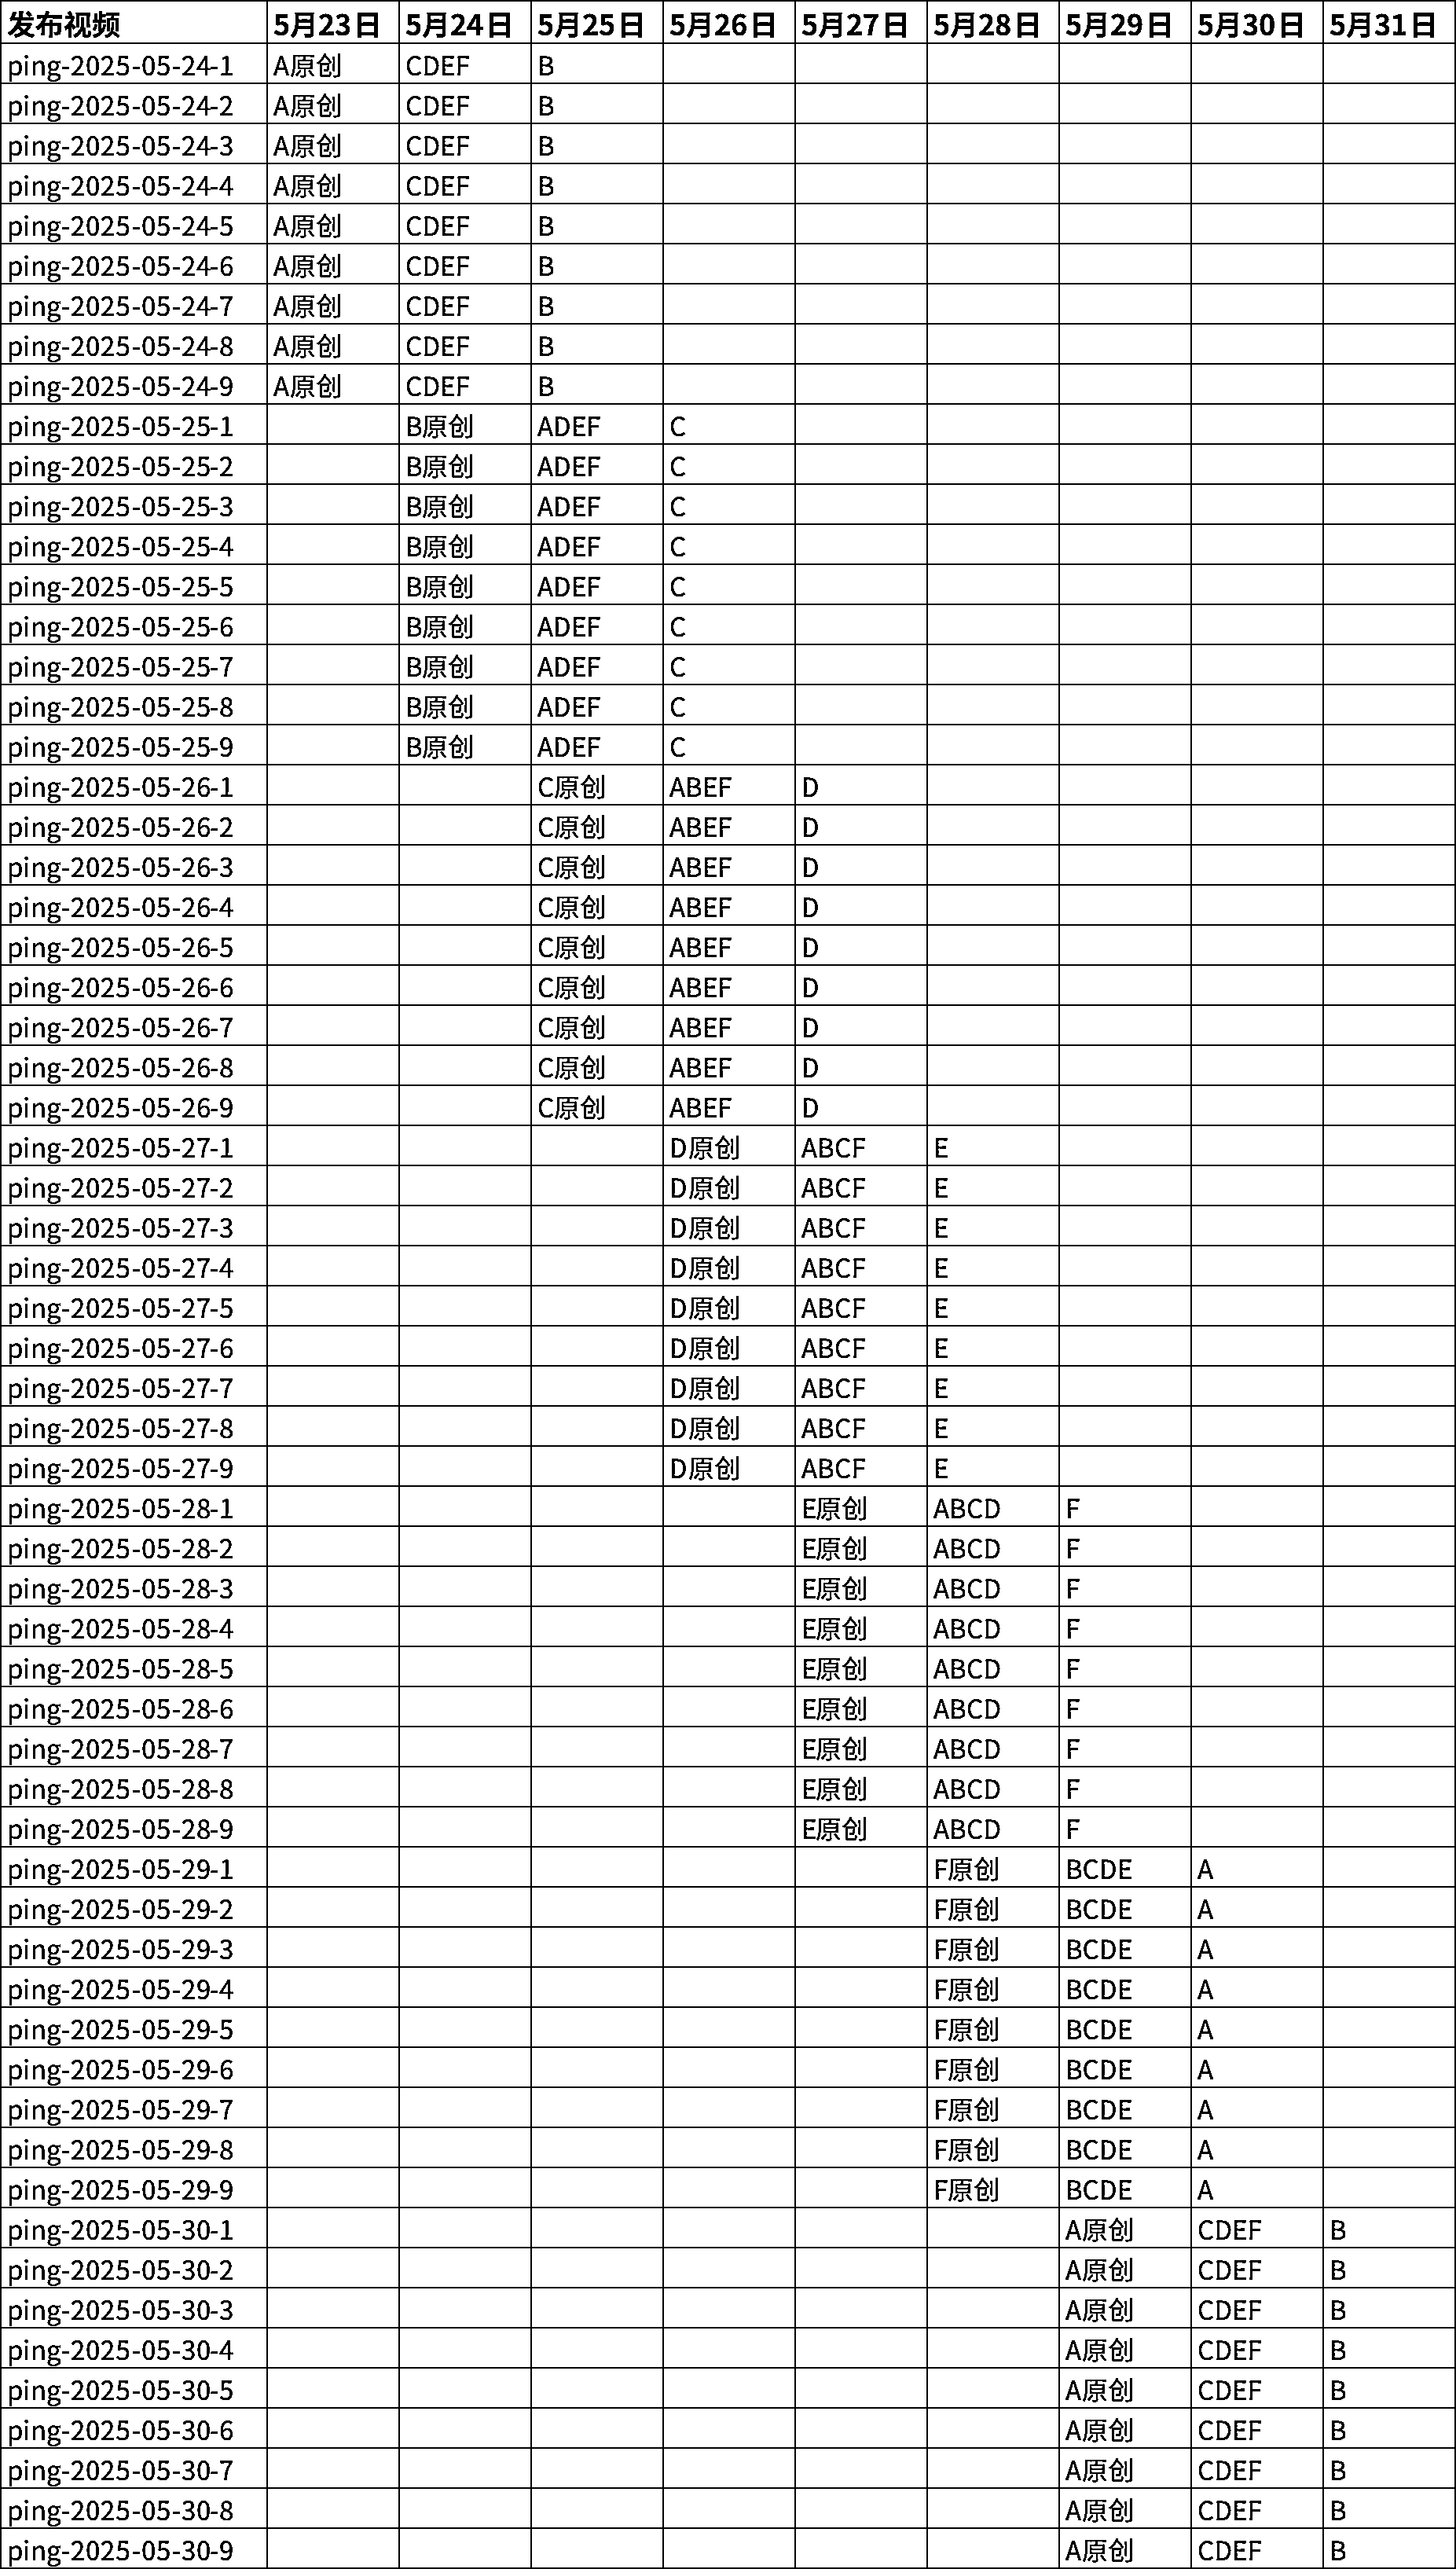 发布视频 5月23日 5月24日 5月25日 5月26日 5月27日 5月28日 5月29日 5月30日 5月31日
ping-2025-05-24-1 A原创 CDEF B
ping-2025-05-24-2 A原创 CDEF B
ping-2025-05-24-3 A原创 CDEF B
ping-2025-05-24-4 A原创 CDEF B
ping-2025-05-24-5 A原创 CDEF B
ping-2025-05-24-6 A原创 CDEF B
ping-2025-05-24-7 A原创 CDEF B
ping-2025-05-24-8 A原创 CDEF B
ping-2025-05-24-9 A原创 CDEF B
ping-2025-05-25-1 B原创 ADEF C
ping-2025-05-25-2 B原创 ADEF C
ping-2025-05-25-3 B原创 ADEF C
ping-2025-05-25-4 B原创 ADEF C
ping-2025-05-25-5 B原创 ADEF C
ping-2025-05-25-6 B原创 ADEF C
ping-2025-05-25-7 B原创 ADEF C
ping-2025-05-25-8 B原创 ADEF C
ping-2025-05-25-9 B原创 ADEF C
ping-2025-05-26-1 C原创 ABEF D
ping-2025-05-26-2 C原创 ABEF D
ping-2025-05-26-3 C原创 ABEF D
ping-2025-05-26-4 C原创 ABEF D
ping-2025-05-26-5 C原创 ABEF D
ping-2025-05-26-6 C原创 ABEF D
ping-2025-05-26-7 C原创 ABEF D
ping-2025-05-26-8 C原创 ABEF D
ping-2025-05-26-9 C原创 ABEF D
ping-2025-05-27-1 D原创 ABCF E
ping-2025-05-27-2 D原创 ABCF E
ping-2025-05-27-3 D原创 ABCF E
ping-2025-05-27-4 D原创 ABCF E
ping-2025-05-27-5 D原创 ABCF E
ping-2025-05-27-6 D原创 ABCF E
ping-2025-05-27-7 D原创 ABCF E
ping-2025-05-27-8 D原创 ABCF E
ping-2025-05-27-9 D原创 ABCF E
ping-2025-05-28-1 E原创 ABCD F
ping-2025-05-28-2 E原创 ABCD F
ping-2025-05-28-3 E原创 ABCD F
ping-2025-05-28-4 E原创 ABCD F
ping-2025-05-28-5 E原创 ABCD F
ping-2025-05-28-6 E原创 ABCD F
ping-2025-05-28-7 E原创 ABCD F
ping-2025-05-28-8 E原创 ABCD F
ping-2025-05-28-9 E原创 ABCD F
ping-2025-05-29-1 F原创 BCDE A
ping-2025-05-29-2 F原创 BCDE A
ping-2025-05-29-3 F原创 BCDE A
ping-2025-05-29-4 F原创 BCDE A
ping-2025-05-29-5 F原创 BCDE A
ping-2025-05-29-6 F原创 BCDE A
ping-2025-05-29-7 F原创 BCDE A
ping-2025-05-29-8 F原创 BCDE A
ping-2025-05-29-9 F原创 BCDE A
ping-2025-05-30-1 A原创 CDEF B
ping-2025-05-30-2 A原创 CDEF B
ping-2025-05-30-3 A原创 CDEF B
ping-2025-05-30-4 A原创 CDEF B
ping-2025-05-30-5 A原创 CDEF B
ping-2025-05-30-6 A原创 CDEF B
ping-2025-05-30-7 A原创 CDEF B
ping-2025-05-30-8 A原创 CDEF B
ping-2025-05-30-9 A原创 CDEF B